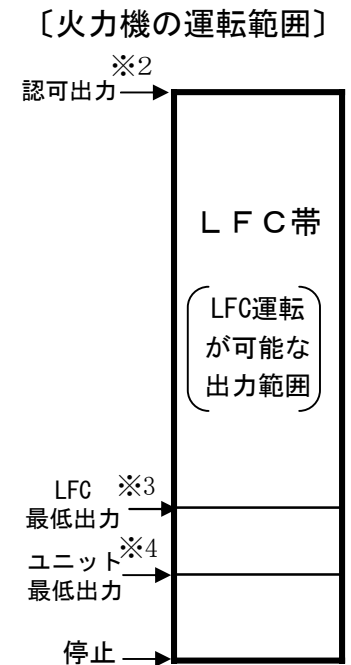 〔火力機の運転範囲〕
※2
認可出力
ＬＦＣ帯
LFC運転
が可能な
出力範囲
LFC ※3
最低出力
ユニット※4
最低出力
停止